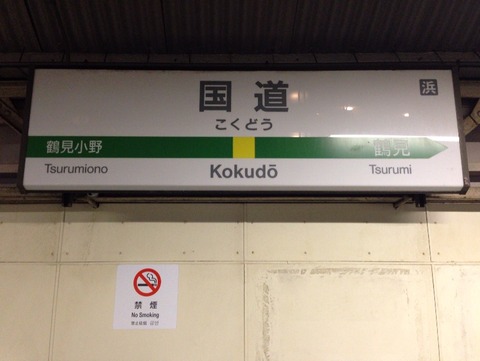 国道
浜
こくどう
鶴見小野
鶴見
Tsurumiono
Kokudō
Tsurumi
禁煙
No Smoking